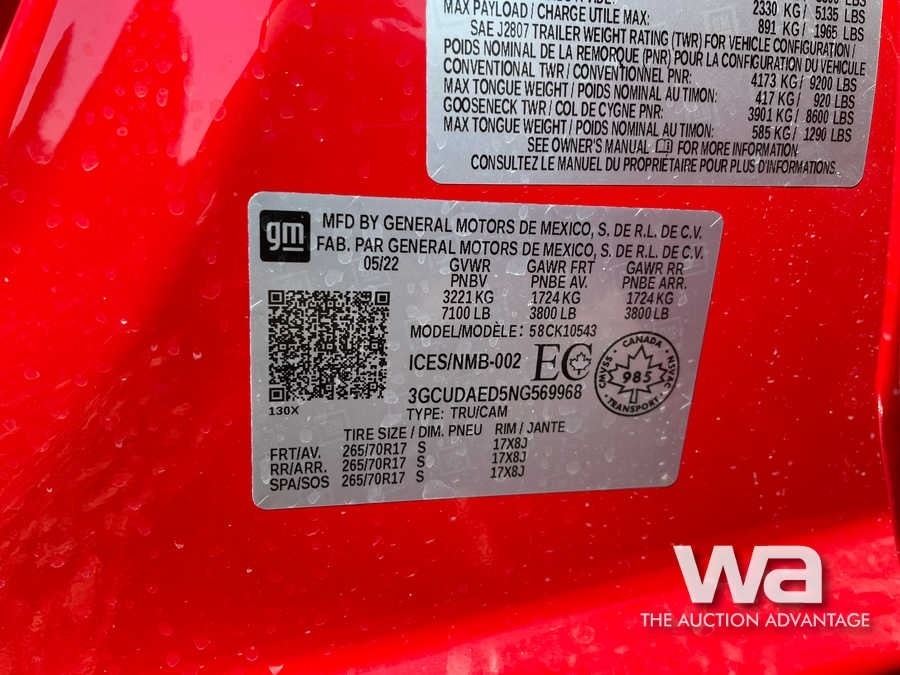 MAX PAYLOAD / CHARGE UTILE MAX: 2330 KG / 5135 LBS
891 KG / 1965 LBS
SAE J2807 TRAILER WEIGHT RATING (TWR) FOR VEHICLE CONFIGURATION /
POIDS NOMINAL DE LA REMORQUE (PNR) POUR LA CONFIGURATION DU VEHICULE
CONVENTIONAL TWR / CONVENTIONNEL PNR: 4173 KG / 9200 LBS
MAX TONGUE WEIGHT / POIDS NOMINAL AU TIMON: 417 KG / 920 LBS
GOOSENECK TWR / COL DE CYGNE PNR: 3901 KG / 8600 LBS
MAX TONGUE WEIGHT / POIDS NOMINAL AU TIMON: 585 KG / 1290 LBS
SEE OWNER'S MANUAL FOR MORE INFORMATION.
CONSULTEZ LE MANUEL DU PROPRIÉTAIRE POUR PLUS D'INFORMATIONS.
gm
MFD BY GENERAL MOTORS DE MEXICO, S. DE R.L. DE C.V.
FAB. PAR GENERAL MOTORS DE MEXICO, S. DE R.L. DE C.V.
05/22 GVWR GAWR FRT GAWR RR
PNBV PNBE AV. PNBE ARR.
3221 KG 1724 KG 1724 KG
7100 LB 3800 LB 3800 LB
MODEL/MODÈLE: 58CK10543
ICES/NMB-002 EC
CANADA NSVAC TRANSPORT CMVSS
985
3GCUDAED5NG569968
130X
TYPE: TRU/CAM
TIRE SIZE / DIM. PNEU RIM / JANTE
FRT/AV. 265/70R17 S 17X8J
RR/ARR. 265/70R17 S 17X8J
SPA/SOS 265/70R17 S 17X8J
wa
THE AUCTION ADVANTAGE